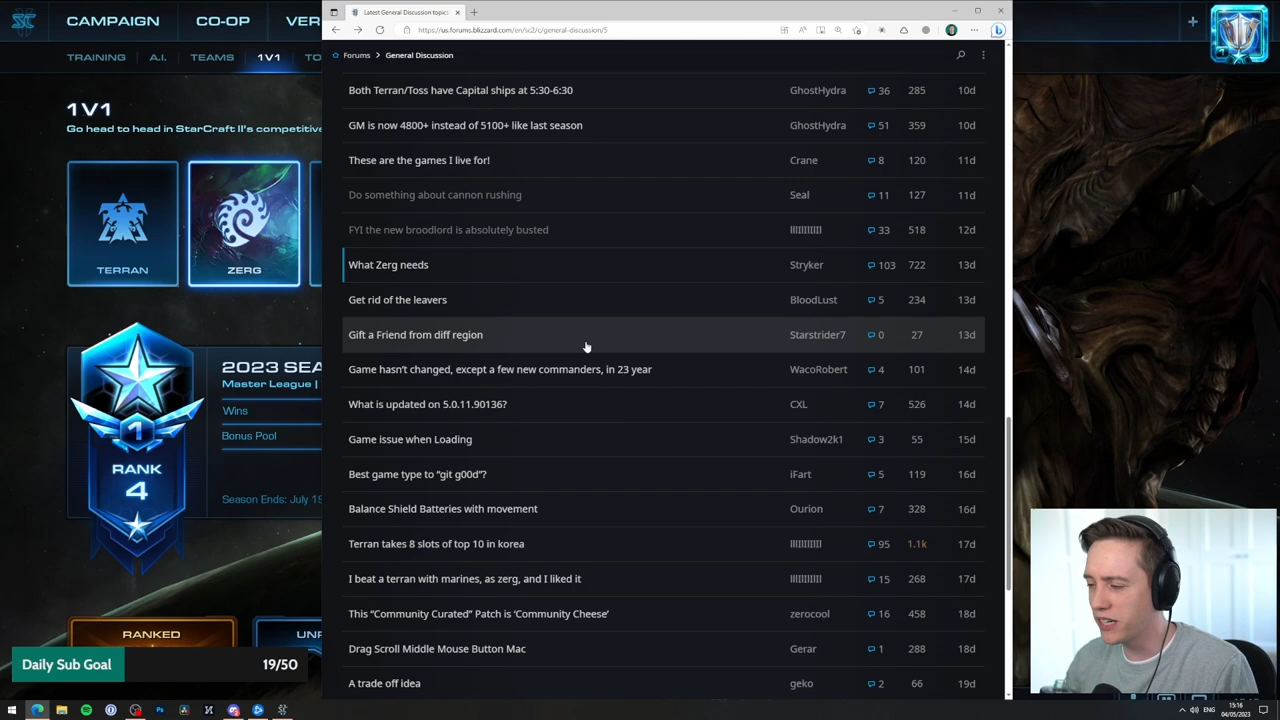 CAMPAIGN CO-OP VER
TRAINING A.I. TEAMS 1V1 TO
1V1
Go head to head in StarCraft II's competitive
TERRAN
ZERG
2023 SEA
Master League |
Wins
Bonus Pool
1
RANK
4
Season Ends: July 19
RANKED
UNR
Daily Sub Goal 19/50
Latest General Discussion topics
https://us.forums.blizzard.com/en/sc2/c/general-discussion/5
Forums > General Discussion
Both Terran/Toss have Capital ships at 5:30-6:30 GhostHydra 36 285 10d
GM is now 4800+ instead of 5100+ like last season GhostHydra 51 359 10d
These are the games I live for! Crane 8 120 11d
Do something about cannon rushing Seal 11 127 11d
FYI the new broodlord is absolutely busted 33 518 12d
What Zerg needs Stryker 103 722 13d
Get rid of the leavers BloodLust 5 234 13d
Gift a Friend from diff region Starstrider7 0 27 13d
Game hasn't changed, except a few new commanders, in 23 year WacoRobert 4 101 14d
What is updated on 5.0.11.90136? CXL 7 526 14d
Game issue when Loading Shadow2k1 3 55 15d
Best game type to "git g00d"? iFart 5 119 16d
Balance Shield Batteries with movement Ourion 7 328 16d
Terran takes 8 slots of top 10 in korea 95 1.1k 17d
I beat a terran with marines, as zerg, and I liked it 15 268 17d
This "Community Curated" Patch is 'Community Cheese' zerocool 16 458 18d
Drag Scroll Middle Mouse Button Mac Gerar 1 288 18d
A trade off idea geko 2 66 19d
ENG
15:16
04/05/2023